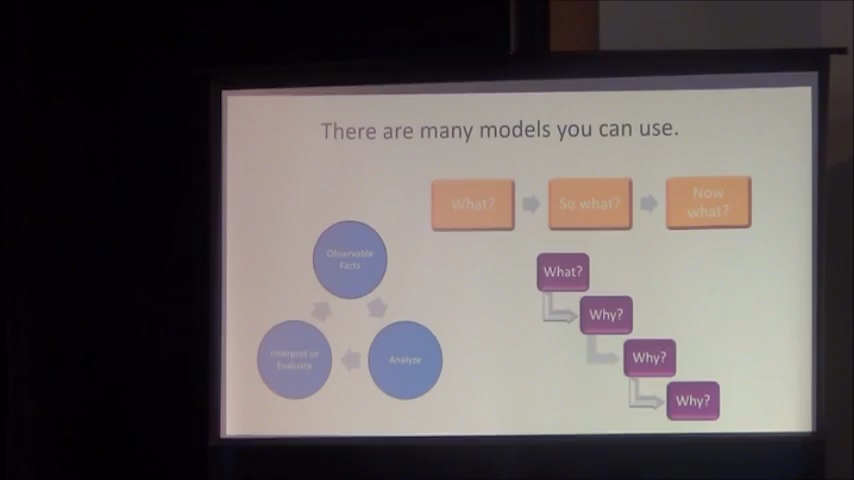 There are many models you can use.
What?
So what?
Now
what?
Observable
Facts
Analyze
Interpret or
Evaluate
What?
Why?
Why?
Why?